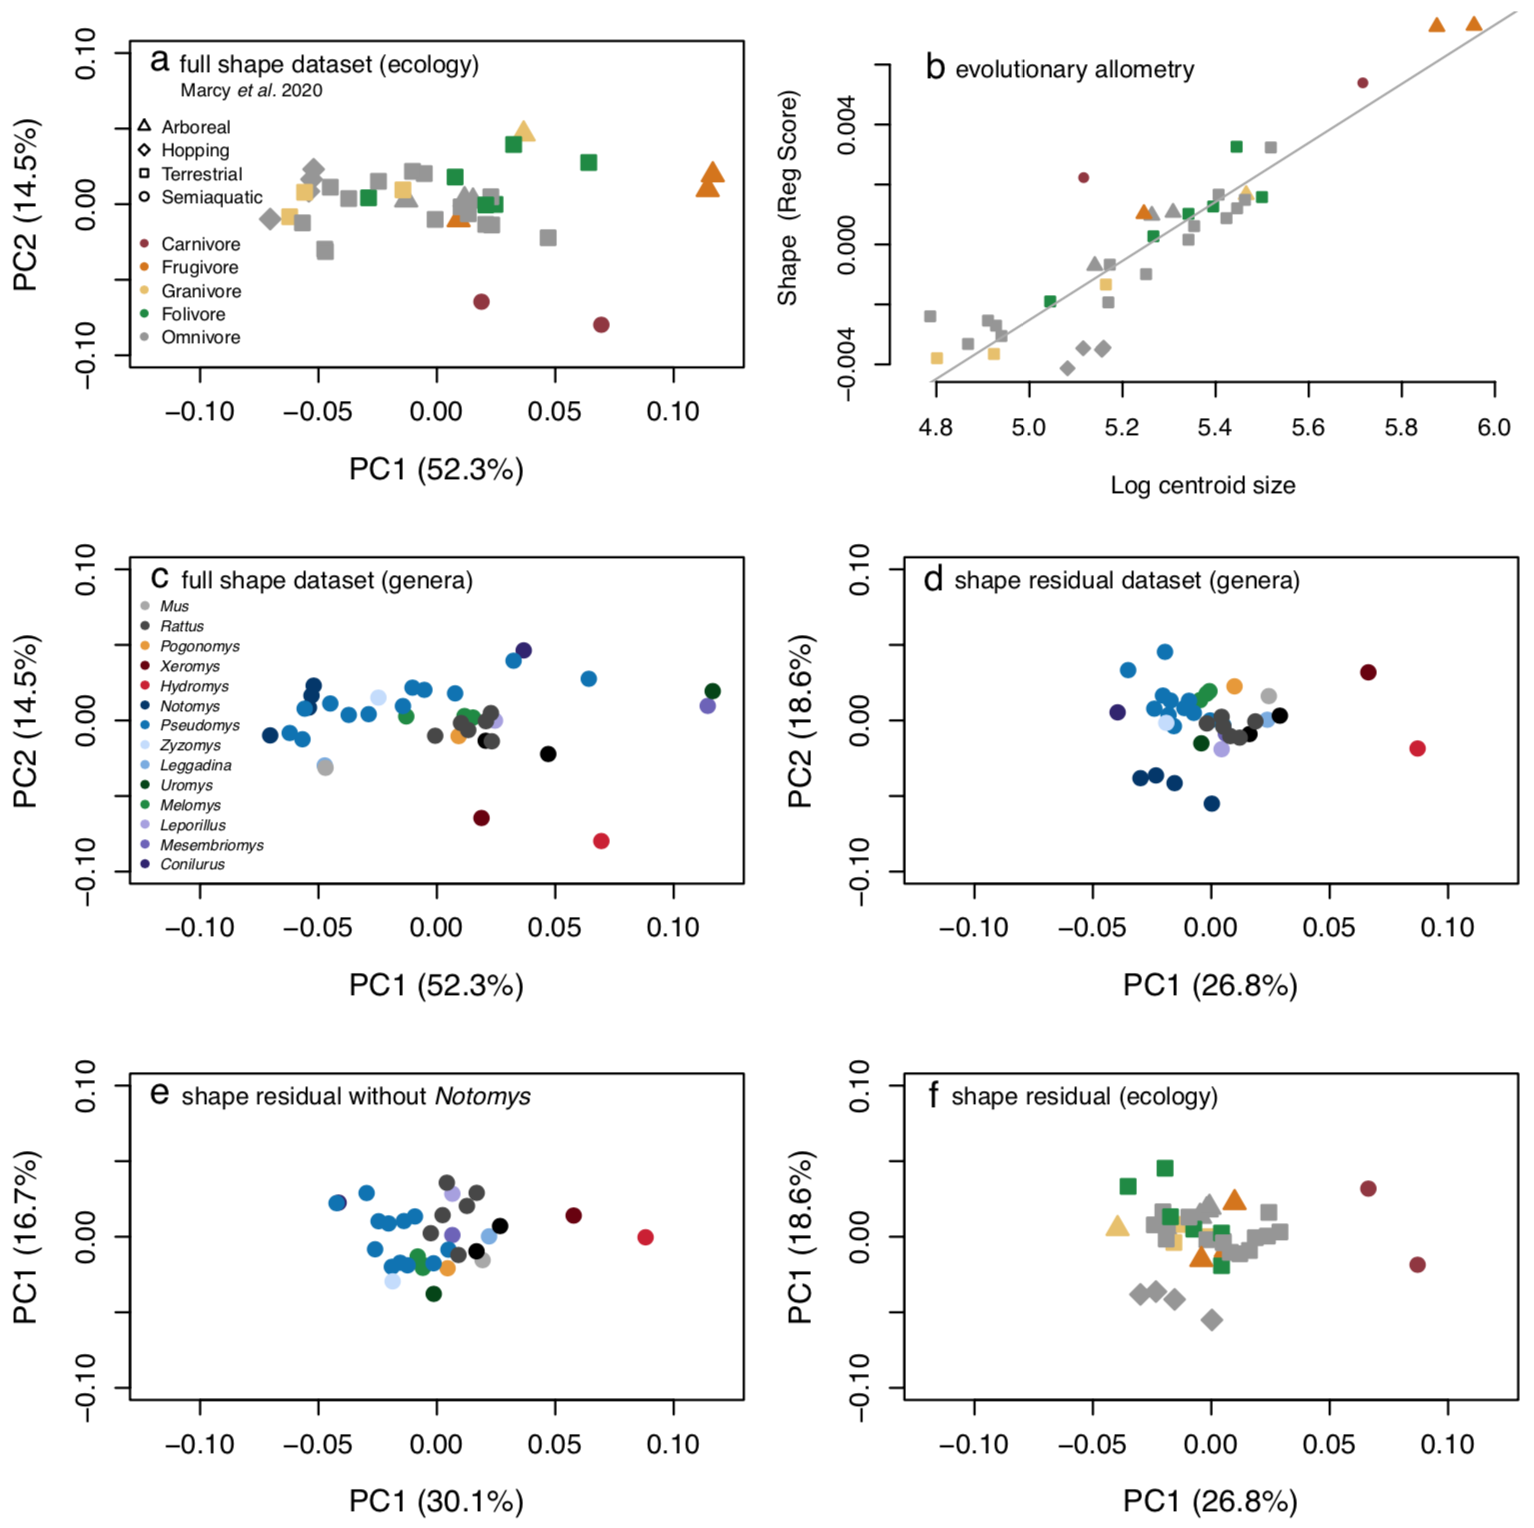 a full shape dataset (ecology)
Marcy et al. 2020
Arboreal
Hopping
Terrestrial
Semiaquatic
Carnivore
Frugivore
Granivore
Folivore
Omnivore
PC2 (14.5%)
0.10
0.00
−0.10
−0.10 −0.05 0.00 0.05 0.10
PC1 (52.3%)
b evolutionary allometry
Shape (Reg Score)
0.004
0.000
−0.004
4.8 5.0 5.2 5.4 5.6 5.8 6.0
Log centroid size
c full shape dataset (genera)
Mus
Rattus
Pogonomys
Xeromys
Hydromys
Notomys
Pseudomys
Zyzomys
Leggadina
Uromys
Melomys
Leporillus
Mesembriomys
Conilurus
PC2 (14.5%)
0.10
0.00
−0.10
−0.10 −0.05 0.00 0.05 0.10
PC1 (52.3%)
d shape residual dataset (genera)
PC2 (18.6%)
0.10
0.00
−0.10
−0.10 −0.05 0.00 0.05 0.10
PC1 (26.8%)
e shape residual without Notomys
PC1 (16.7%)
0.10
0.00
−0.10
−0.10 −0.05 0.00 0.05 0.10
PC1 (30.1%)
f shape residual (ecology)
PC1 (18.6%)
0.10
0.00
−0.10
−0.10 −0.05 0.00 0.05 0.10
PC1 (26.8%)